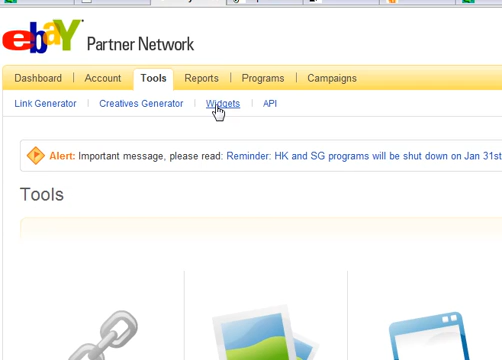 ebaY Partner Network
Dashboard Account Tools Reports Programs Campaigns
Link Generator Creatives Generator Widgets API
Alert: Important message, please read: Reminder: HK and SG programs will be shut down on Jan 31st
Tools